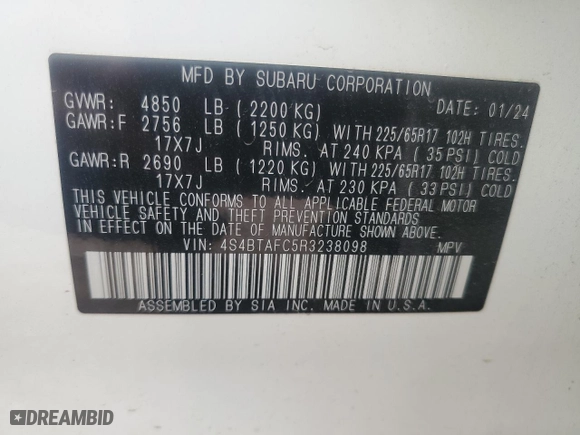 MFD BY SUBARU CORPORATION
GVWR: 4850 LB ( 2200 KG) DATE: 01/24
GAWR:F 2756 LB ( 1250 KG) WITH 225/65R17 102H TIRES.
17X7J RIMS. AT 240 KPA ( 35 PSI) COLD
GAWR:R 2690 LB ( 1220 KG) WITH 225/65R17 102H TIRES.
17X7J RIMS. AT 230 KPA ( 33 PSI) COLD
THIS VEHICLE CONFORMS TO ALL APPLICABLE FEDERAL MOTOR
VEHICLE SAFETY AND THEFT PREVENTION STANDARDS IN EFFECT
ON THE DATE OF MANUFACTURE SHOWN ABOVE.
VIN: 4S4BTAFC5R3238098 MPV
ASSEMBLED BY SIA INC. MADE IN U.S.A.
DREAMBID